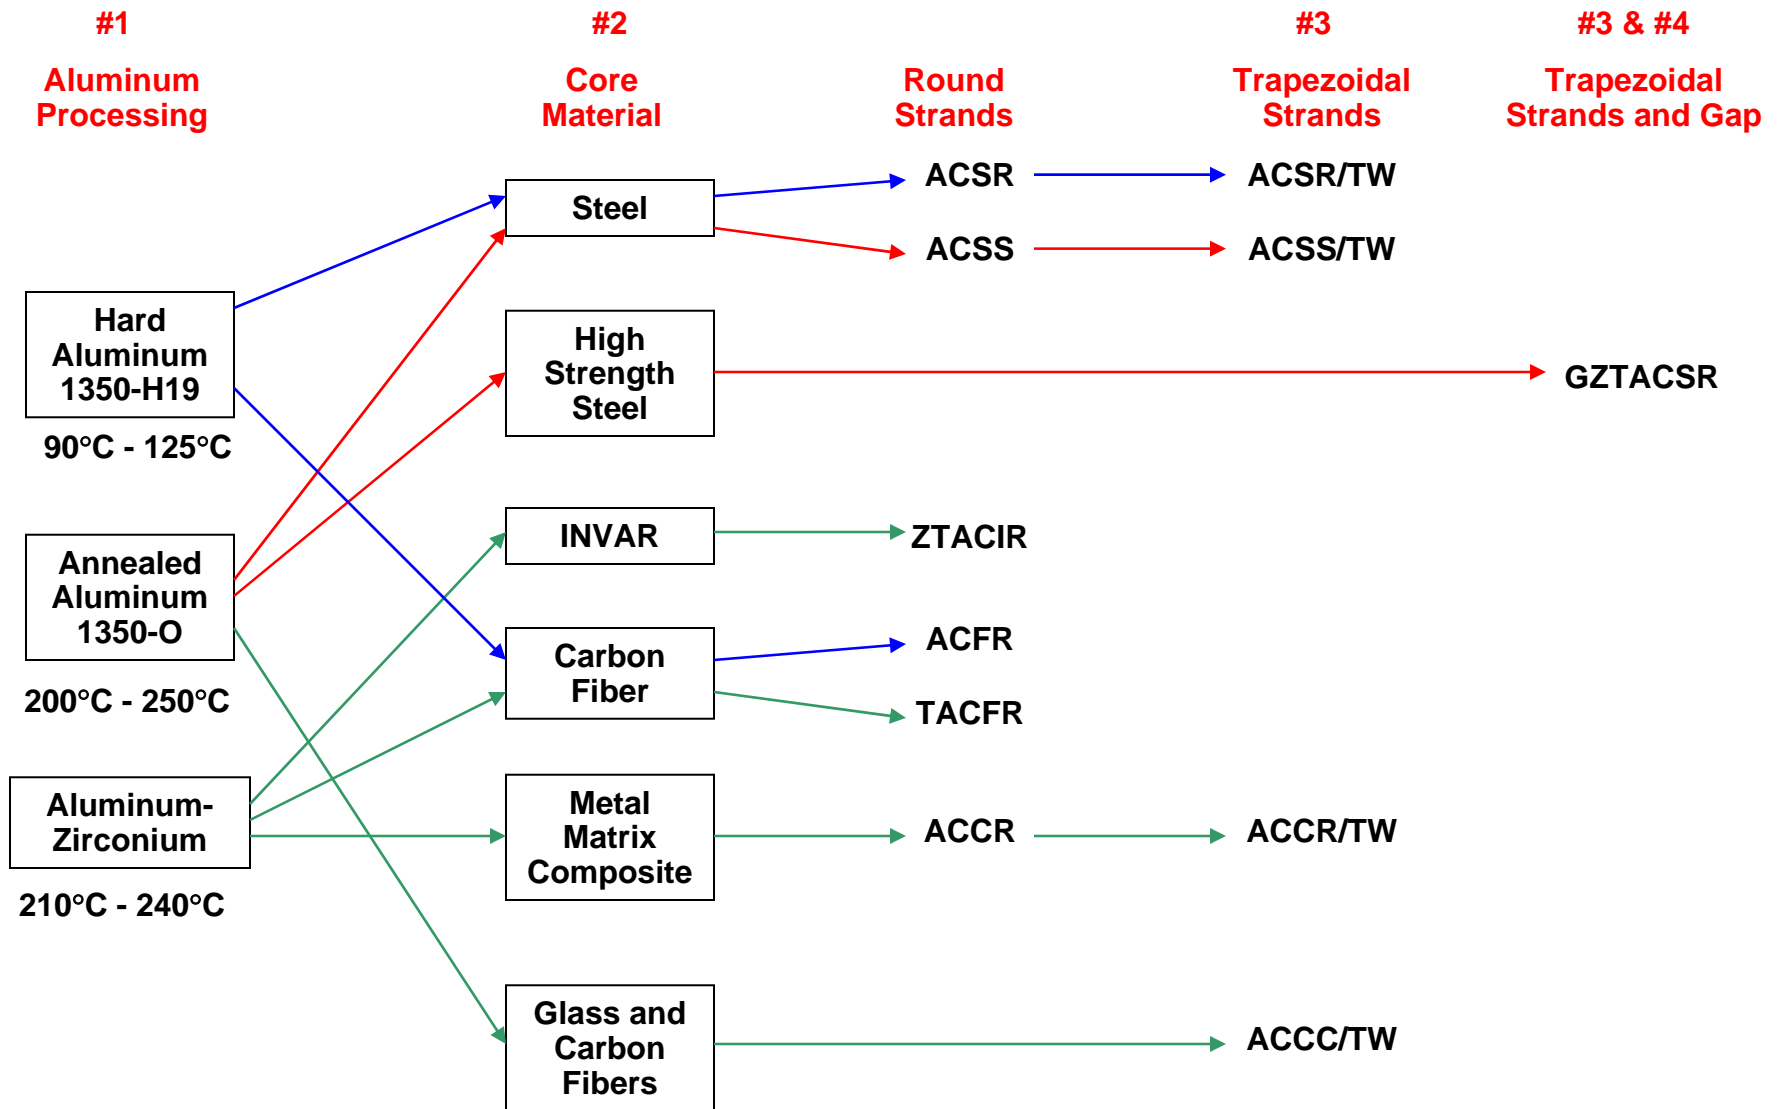 #1
#2
#3
#3 & #4
Aluminum
Processing
Core
Material
Round
Strands
Trapezoidal
Strands
Trapezoidal
Strands and Gap
Hard
Aluminum
1350-H19
90°C - 125°C
Annealed
Aluminum
1350-O
200°C - 250°C
Aluminum-
Zirconium
210°C - 240°C
Steel
High
Strength
Steel
INVAR
Carbon
Fiber
Metal
Matrix
Composite
Glass and
Carbon
Fibers
ACSR
ACSS
ZTACIR
ACFR
TACFR
ACCR
ACSR/TW
ACSS/TW
ACCR/TW
ACCC/TW
GZTACSR